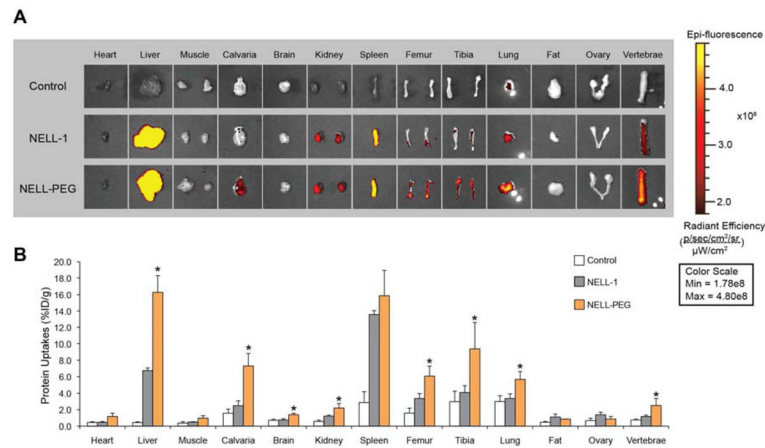 A
Heart Liver Muscle Calvaria Brain Kidney Spleen Femur Tibia Lung Fat Ovary Vertebrae
Control
NELL-1
NELL-PEG
Epi-fluorescence
4.0
x10⁸
3.0
2.0
Radiant Efficiency
(p/sec/cm²/sr
µW/cm²)
Color Scale
Min = 1.78e8
Max = 4.80e8
B
Protein Uptakes (%ID/g)
20.0
18.0
16.0
14.0
12.0
10.0
8.0
6.0
4.0
2.0
0.0
Control
NELL-1
NELL-PEG
* * * * * * * *
Heart Liver Muscle Calvaria Brain Kidney Spleen Femur Tibia Lung Fat Ovary Vertebrae